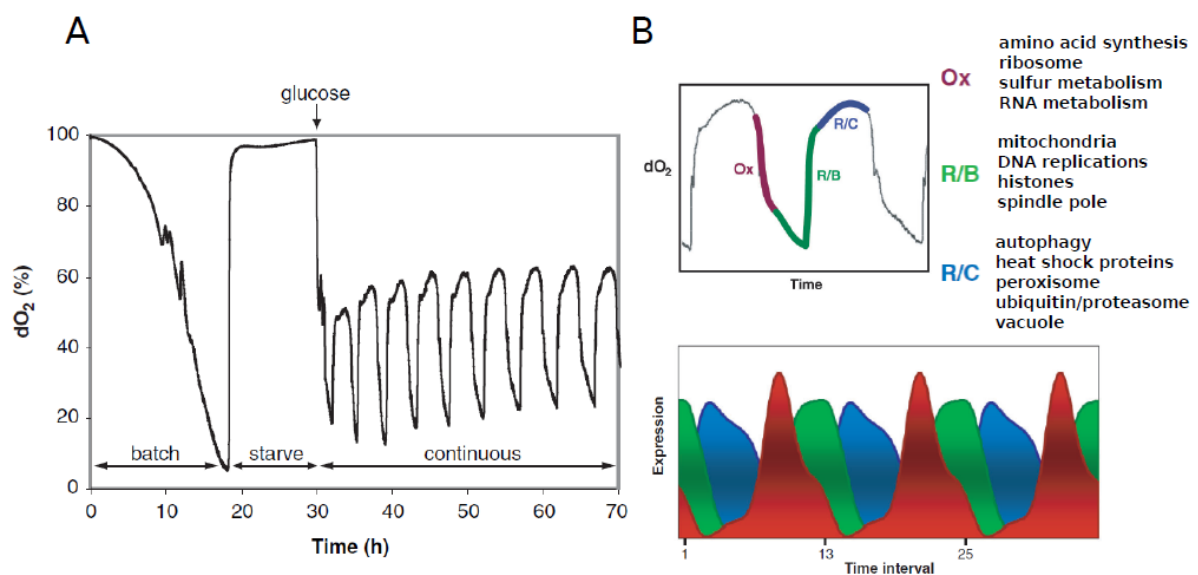 A
glucose
100
80
60
40
20
0
dO2 (%)
batch
starve
continuous
0
10
20
30
40
50
60
70
Time (h)
B
dO2
Ox
R/B
R/C
Time
Ox
amino acid synthesis
ribosome
sulfur metabolism
RNA metabolism
R/B
mitochondria
DNA replications
histones
spindle pole
R/C
autophagy
heat shock proteins
peroxisome
ubiquitin/proteasome
vacuole
Expression
1
13
25
Time interval